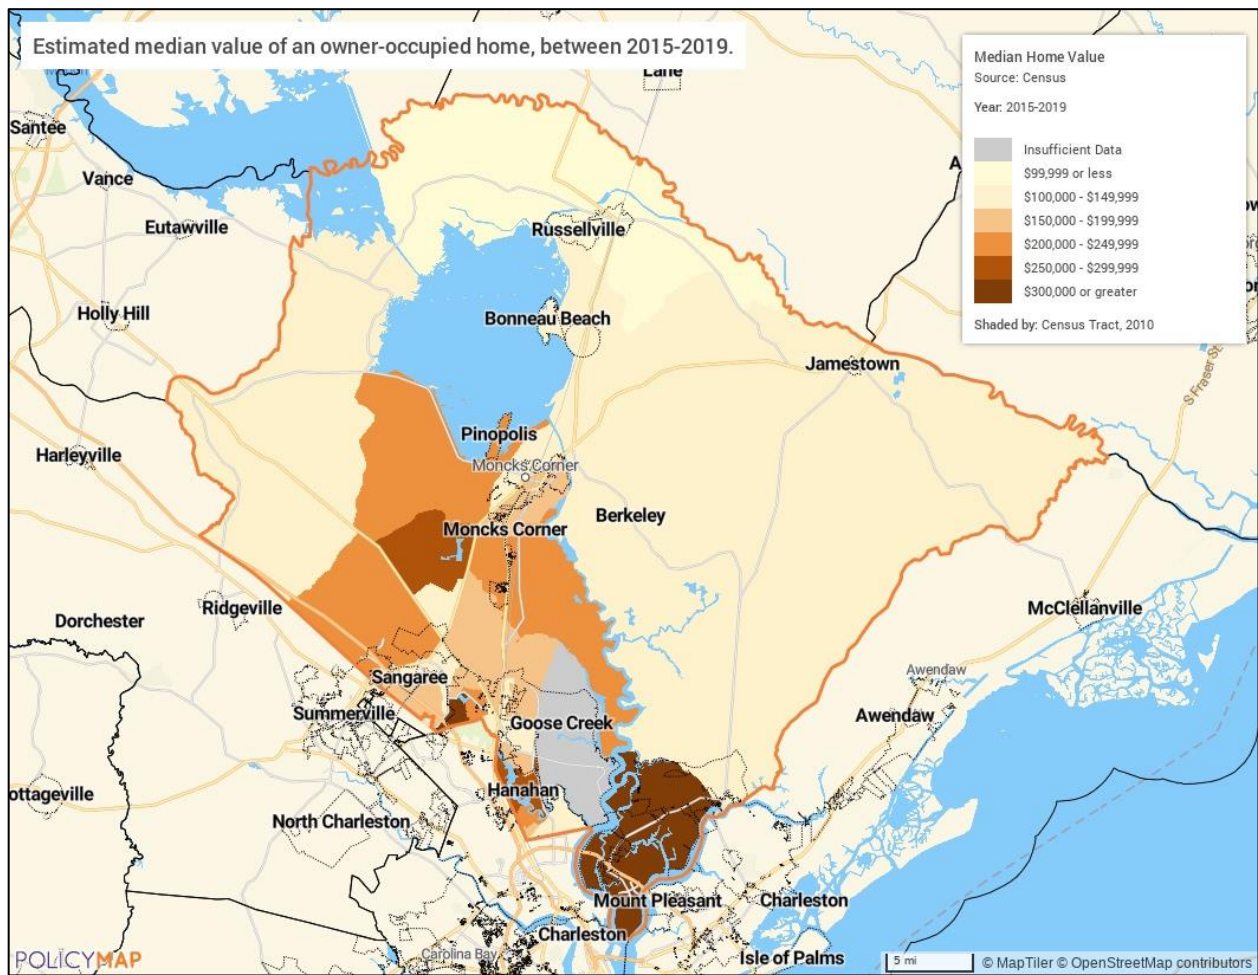 Estimated median value of an owner-occupied home, between 2015-2019.
Median Home Value
Source: Census
Year: 2015-2019
Insufficient Data
$99,999 or less
$100,000 - $149,999
$150,000 - $199,999
$200,000 - $249,999
$250,000 - $299,999
$300,000 or greater
Shaded by: Census Tract, 2010
Lane
Santee
Vance
Eutawville
Russellville
Holly Hill
Bonneau Beach
Jamestown
S Fraser St
Harleyville
Pinopolis
Moncks Corner
Moncks Corner
Berkeley
Ridgeville
McClellanville
Dorchester
Sangaree
Awendaw
Summerville
Goose Creek
Awendaw
ottageville
Hanahan
North Charleston
Mount Pleasant
Charleston
Charleston
Carolina Bay
Isle of Palms
POLICYMAP
5 mi
© MapTiler © OpenStreetMap contributors